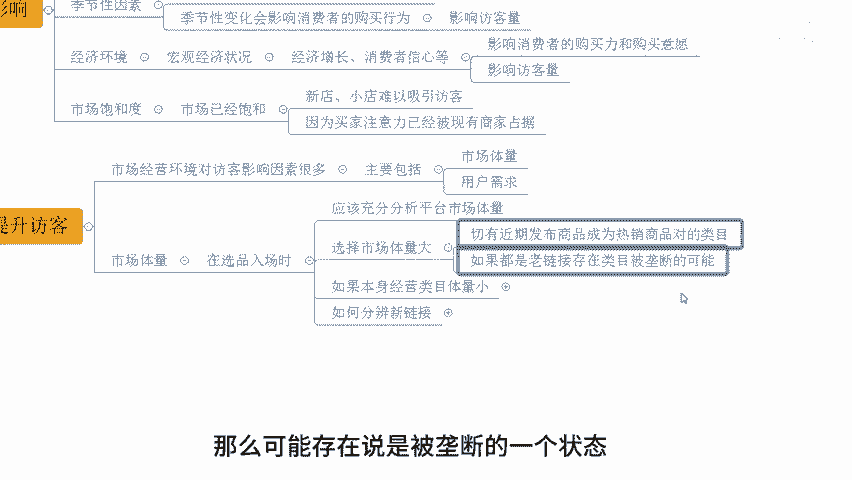 影响
季节性因素
季节性变化会影响消费者的购买行为
影响访客量
经济环境
宏观经济状况
经济增长、消费者信心等
影响消费者的购买力和购买意愿
影响访客量
市场饱和度
市场已经饱和
新店、小店难以吸引访客
因为买家注意力已经被现有商家占据
提升访客
市场经营环境对访客影响因素很多
主要包括
市场体量
用户需求
市场体量
在选品入场时
应该充分分析平台市场体量
选择市场体量大
切有近期发布商品成为热销商品对的类目
如果都是老链接存在类目被垄断的可能
如果本身经营类目体量小
如何分辨新链接
那么可能存在说是被垄断的一个状态